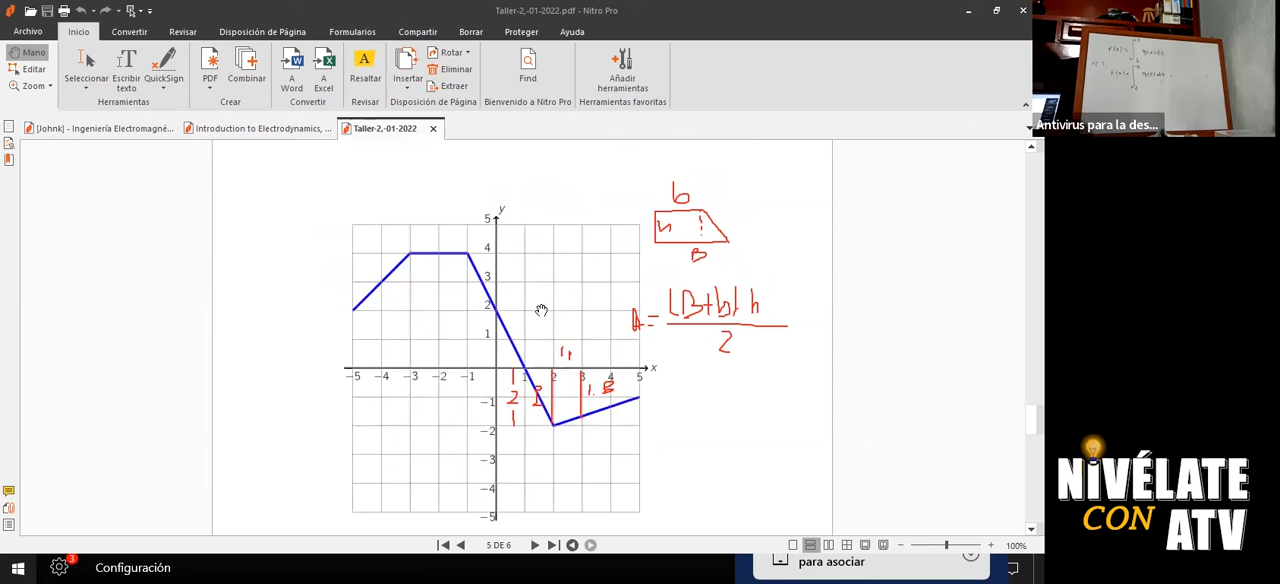 Taller-2,-01-2022.pdf - Nitro Pro
Archivo Inicio Convertir Revisar Disposición de Página Formularios Compartir Borrar Proteger Ayuda
Mano
Editar
Zoom
Seleccionar
Escribir texto
QuickSign
Herramientas
PDF
Combinar
Crear
A Word
A Excel
Convertir
Resaltar
Revisar
Insertar
Rotar
Eliminar
Extraer
Disposición de Página
Find
Bienvenido a Nitro Pro
Añadir herramientas
Herramientas favoritas
[Johnk] - Ingeniería Electromagné...
Introduction to Electrodynamics, ...
Taller-2,-01-2022
Antivirus para la des...
y
5
4
3
2
1
-5 -4 -3 -2 -1 1 2 3 4 5 x
-1
-2
-3
-4
-5
b
h
B
A = (B+b) h
2
1
2
1
2
5 DE 6
100%
3
Configuración
para asociar
NIVÉLATE
CON
ATV